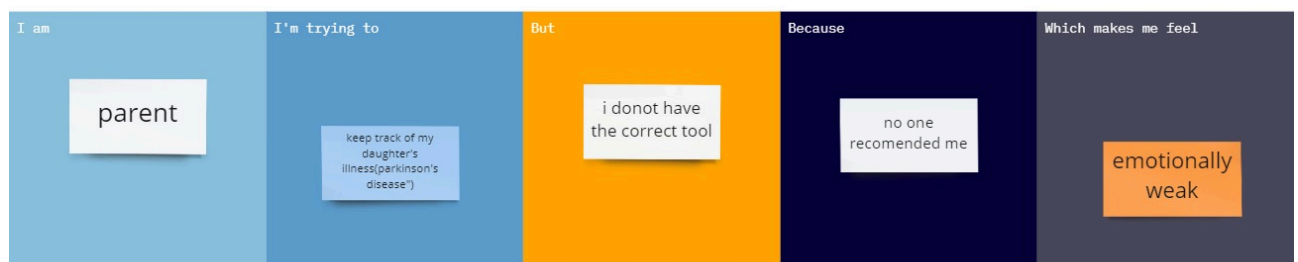 I am
parent
I'm trying to
keep track of my
daughter's
illness(parkinson's
disease")
But
i donot have
the correct tool
Because
no one
recomended me
Which makes me feel
emotionally
weak